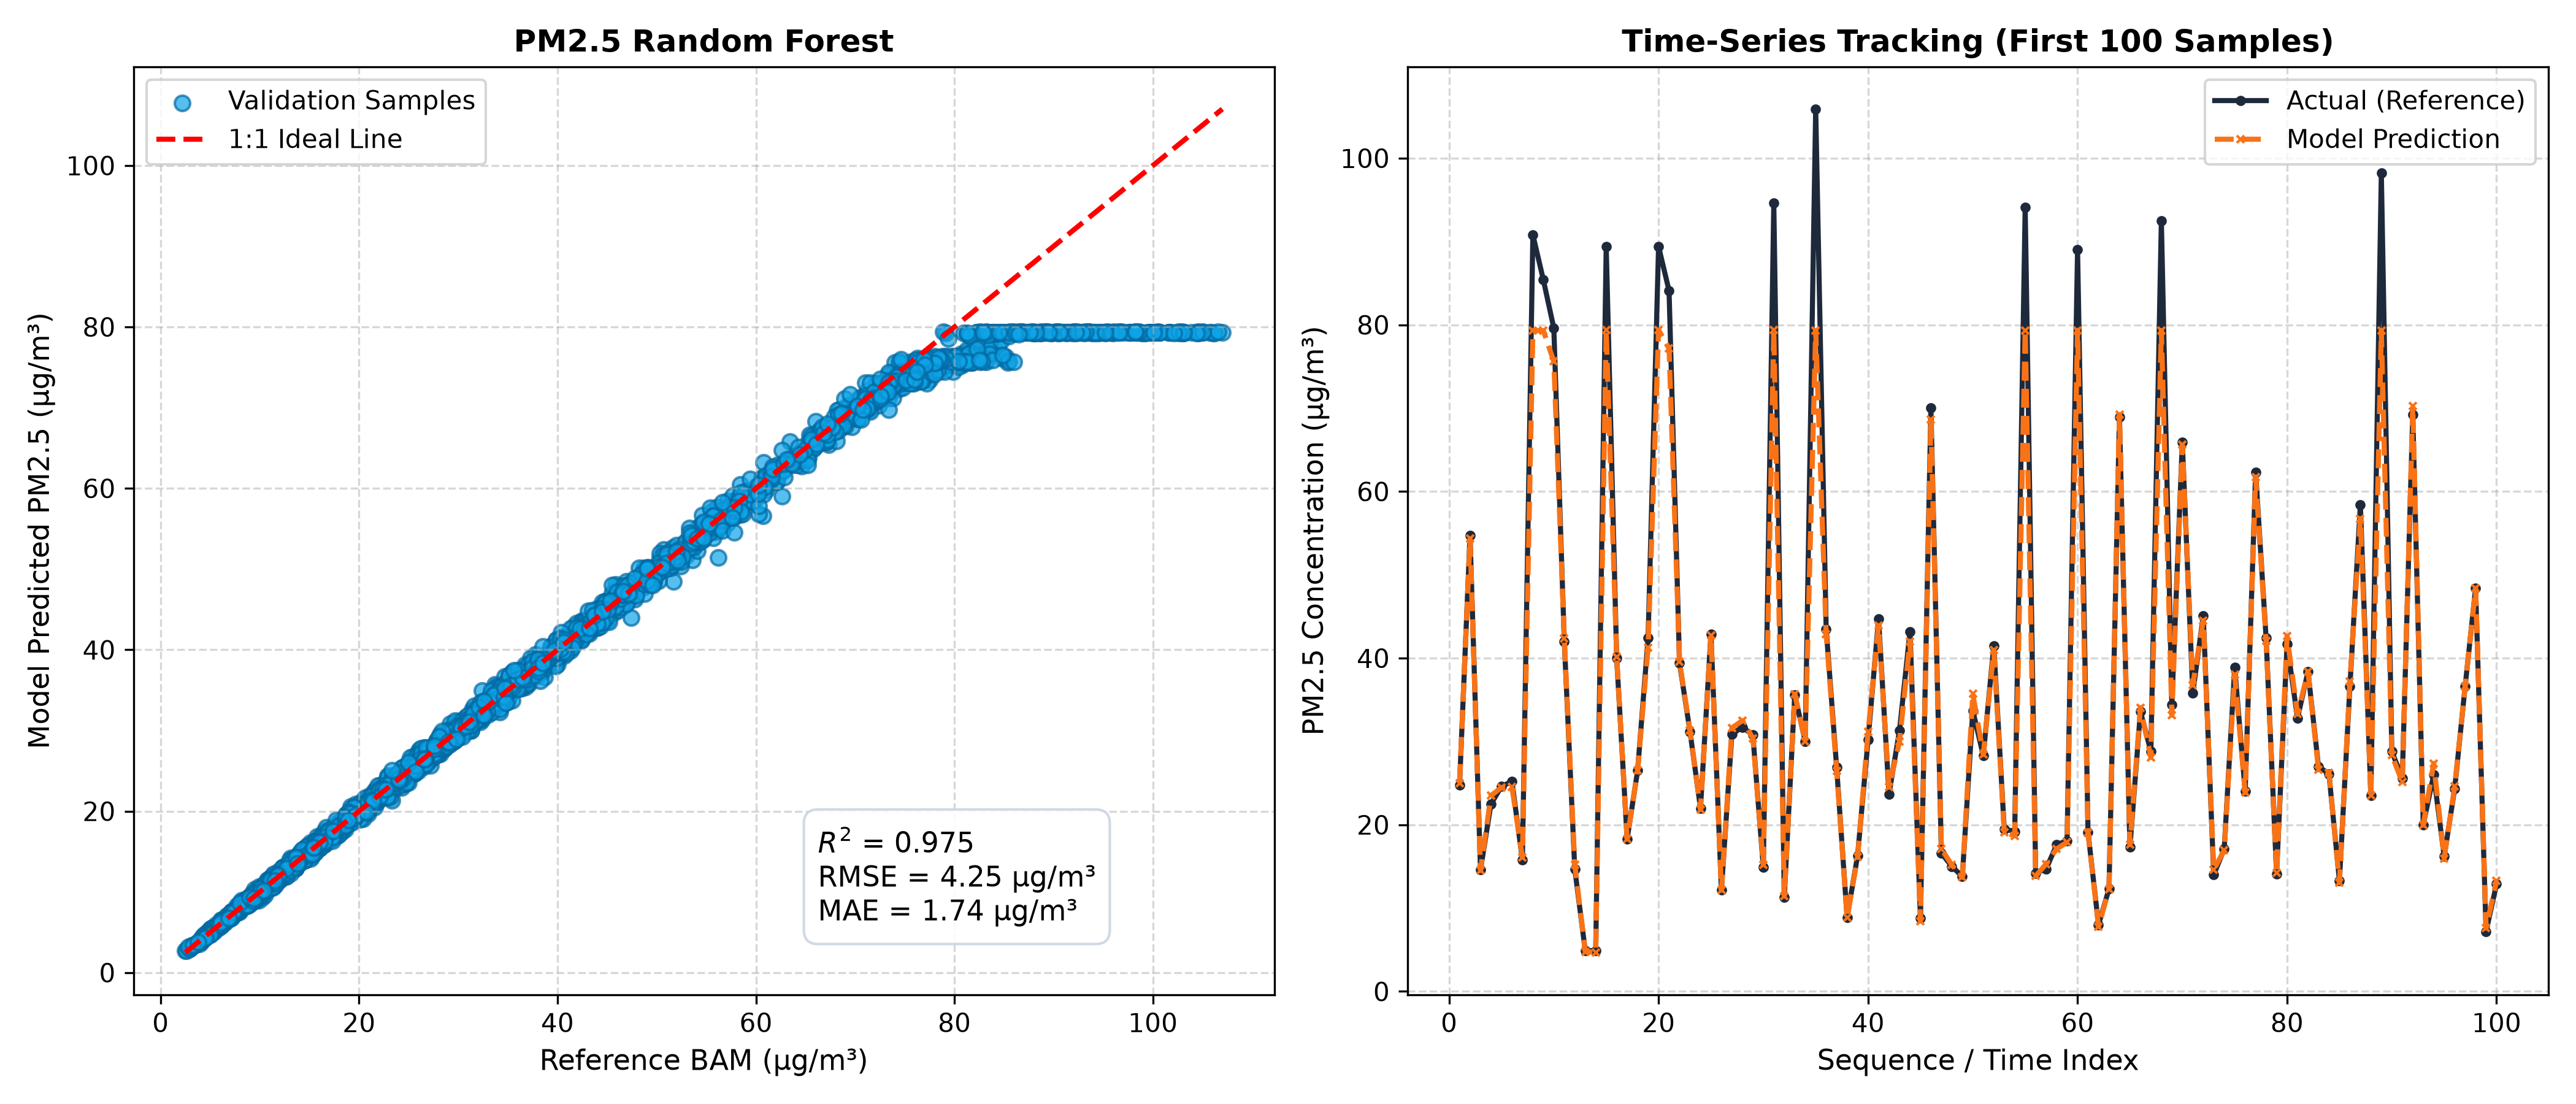 PM2.5 Random Forest
Validation Samples
1:1 Ideal Line
Model Predicted PM2.5 (µg/m³)
100
80
60
40
20
0
R² = 0.975
RMSE = 4.25 µg/m³
MAE = 1.74 µg/m³
0 20 40 60 80 100
Reference BAM (µg/m³)
Time-Series Tracking (First 100 Samples)
Actual (Reference)
Model Prediction
PM2.5 Concentration (µg/m³)
100
80
60
40
20
0
0 20 40 60 80 100
Sequence / Time Index